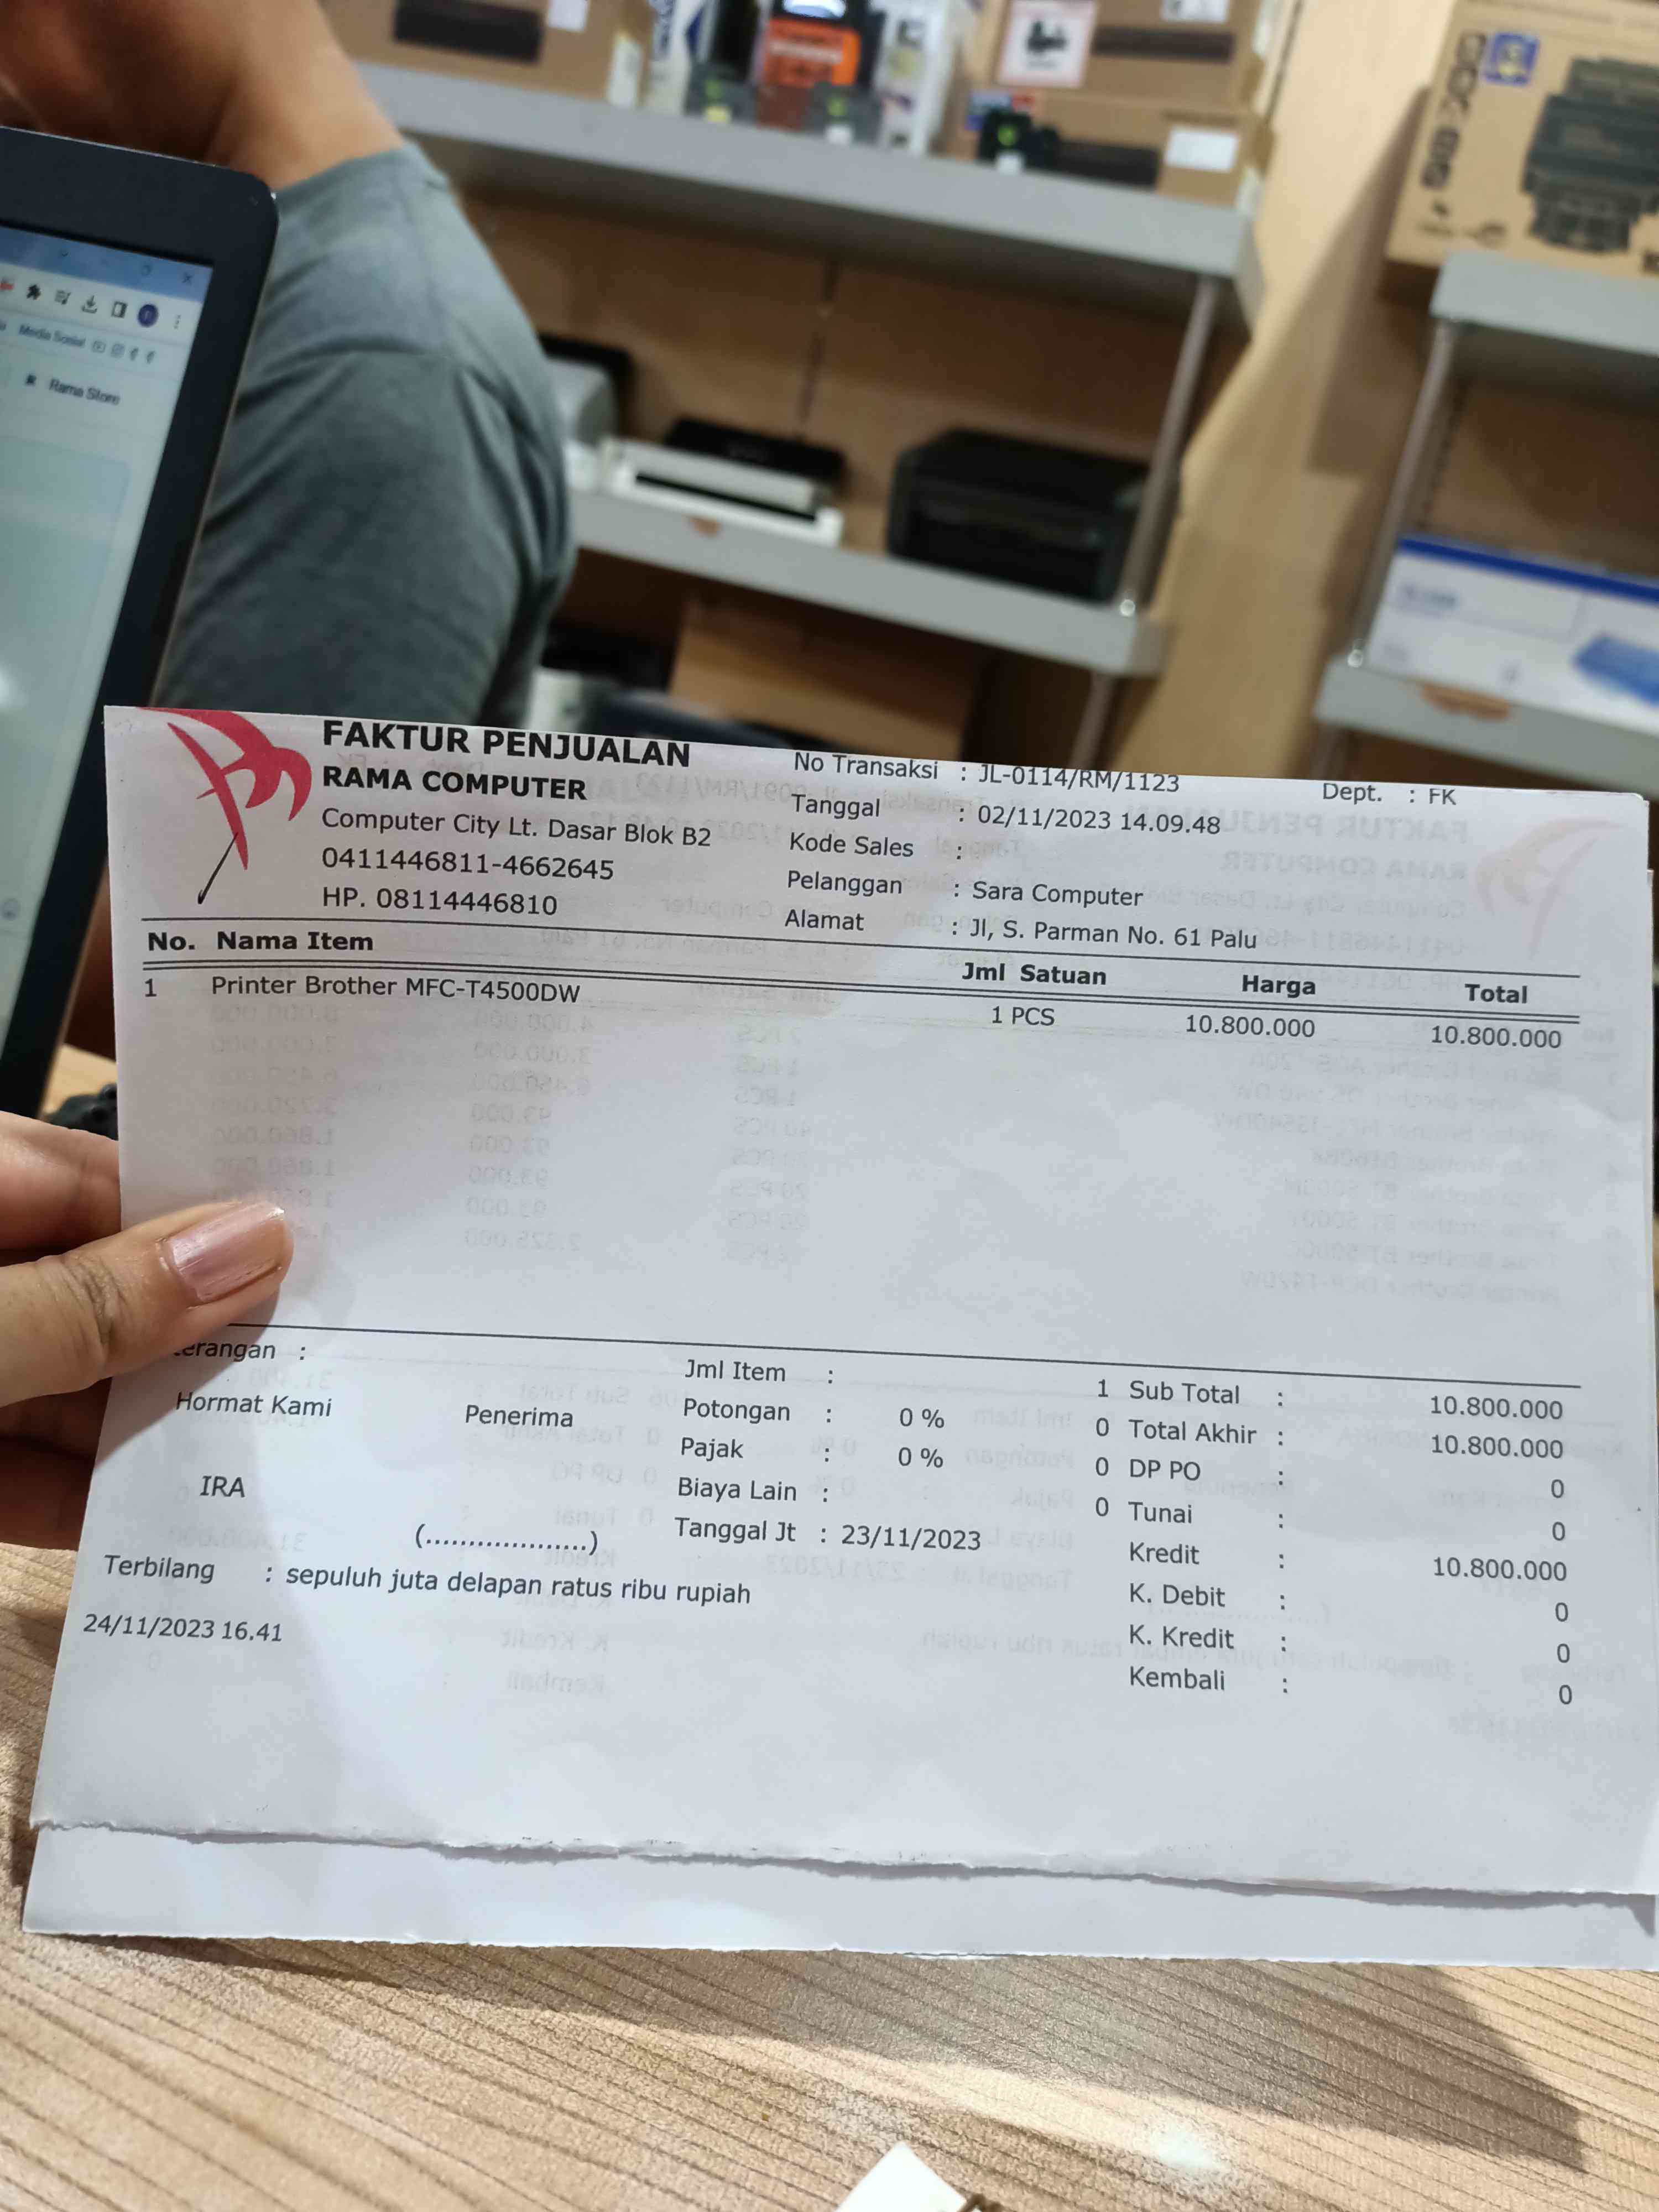 Media Sosial
Rama Store
FAKTUR PENJUALAN
RAMA COMPUTER
Computer City Lt. Dasar Blok B2
0411446811-4662645
HP. 08114446810
No Transaksi : JL-0114/RM/1123 Dept. : FK
Tanggal : 02/11/2023 14.09.48
Kode Sales :
Pelanggan : Sara Computer
Alamat : Jl, S. Parman No. 61 Palu
No. Nama Item Jml Satuan Harga Total
1 Printer Brother MFC-T4500DW 1 PCS 10.800.000 10.800.000
erangan :
Hormat Kami
Penerima
IRA
(...................)
Jml Item : 1
Potongan : 0 % 0
Pajak : 0 % 0
Biaya Lain : 0
Tanggal Jt : 23/11/2023
Sub Total : 10.800.000
Total Akhir : 10.800.000
DP PO : 0
Tunai : 0
Kredit : 10.800.000
K. Debit : 0
K. Kredit : 0
Kembali : 0
Terbilang : sepuluh juta delapan ratus ribu rupiah
24/11/2023 16.41